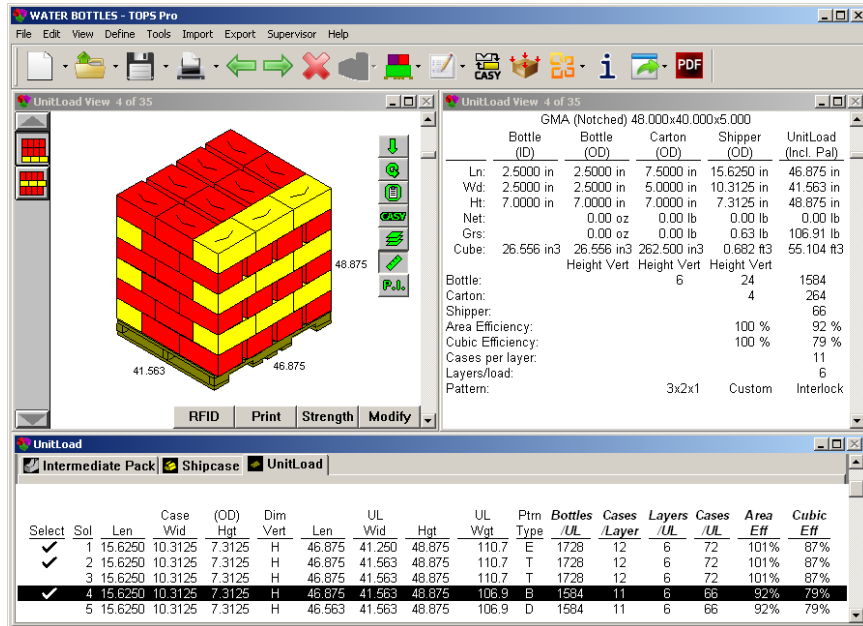 WATER BOTTLES - TOPS Pro
File Edit View Define Tools Import Export Supervisor Help
CASY i PDF
UnitLoad View 4 of 35
CASY
P.I.
48.875
41.563
46.875
RFID Print Strength Modify
UnitLoad View 4 of 35
GMA (Notched) 48.000x40.000x5.000
Bottle Bottle Carton Shipper UnitLoad
(ID) (OD) (OD) (OD) (Incl. Pal)
Ln: 2.5000 in 2.5000 in 7.5000 in 15.6250 in 46.875 in
Wd: 2.5000 in 2.5000 in 5.0000 in 10.3125 in 41.563 in
Ht: 7.0000 in 7.0000 in 7.0000 in 7.3125 in 48.875 in
Net: 0.00 oz 0.00 lb 0.00 lb 0.00 lb
Grs: 0.00 oz 0.00 lb 0.63 lb 106.91 lb
Cube: 26.556 in3 26.556 in3 262.500 in3 0.682 ft3 55.104 ft3
Height Vert Height Vert Height Vert
Bottle: 6 24 1584
Carton: 4 264
Shipper: 66
Area Efficiency: 100 % 92 %
Cubic Efficiency: 100 % 79 %
Cases per layer: 11
Layers/load: 6
Pattern: 3x2x1 Custom Interlock
UnitLoad
Intermediate Pack Shipcase UnitLoad
Case (OD) Dim UL UL Ptrn Bottles Cases Layers Cases Area Cubic
Select Sol Len Wid Hgt Vert Len Wid Hgt Wgt Type /UL /Layer /UL /UL Eff Eff
✓ 1 15.6250 10.3125 7.3125 H 46.875 41.250 48.875 110.7 E 1728 12 6 72 101% 87%
✓ 2 15.6250 10.3125 7.3125 H 46.875 41.563 48.875 110.7 T 1728 12 6 72 101% 87%
3 15.6250 10.3125 7.3125 H 46.875 41.563 48.875 110.7 T 1728 12 6 72 101% 87%
✓ 4 15.6250 10.3125 7.3125 H 46.875 41.563 48.875 106.9 B 1584 11 6 66 92% 79%
5 15.6250 10.3125 7.3125 H 46.563 41.563 48.875 106.9 D 1584 11 6 66 92% 79%